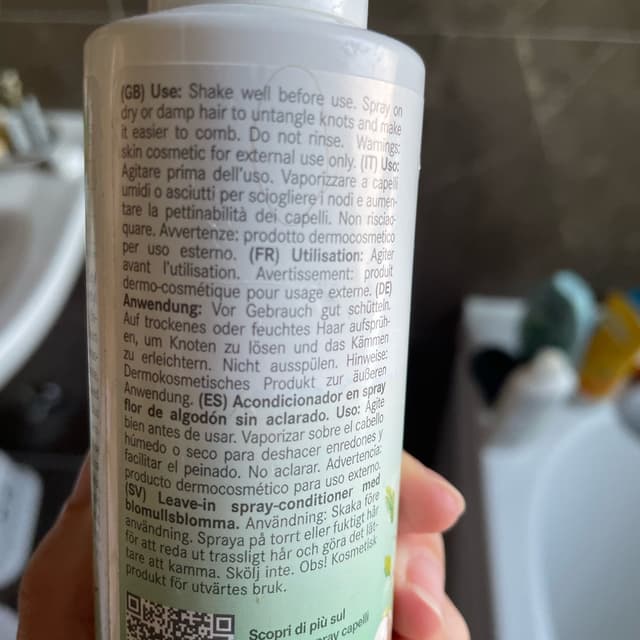 (GB) Use: Shake well before use. Spray on
dry or damp hair to untangle knots and make
it easier to comb. Do not rinse. Warnings:
skin cosmetic for external use only. (IT) Uso:
Agitare prima dell'uso. Vaporizzare a capelli
umidi o asciutti per sciogliere i nodi e aumen-
tare la pettinabilità dei capelli. Non risciac-
quare. Avvertenze: prodotto dermocosmetico
per uso esterno. (FR) Utilisation: Agiter
avant l'utilisation. Avertissement: produit
dermo-cosmétique pour usage externe. (DE)
Anwendung: Vor Gebrauch gut schütteln.
Auf trockenes oder feuchtes Haar aufsprüh-
en, um Knoten zu lösen und das Kämmen
zu erleichtern. Nicht ausspülen. Hinweise:
Dermokosmetisches Produkt zur äußeren
Anwendung. (ES) Acondicionador en spray
flor de algodón sin aclarado. Uso: Agite
bien antes de usar. Vaporizar sobre el cabello
húmedo o seco para deshacer enredones y
facilitar el peinado. No aclarar. Advertencia:
producto dermocosmético para uso externo.
(SV) Leave-in spray-conditioner med
blomullsblomma. Användning: Skaka före
användning. Spraya på torrt eller fuktigt hår
för att reda ut trassligt hår och göra det lät-
tare att kamma. Skölj inte. Obs! Kosmetisk
produkt för utvärtes bruk.
Scopri di più sul
spray capelli